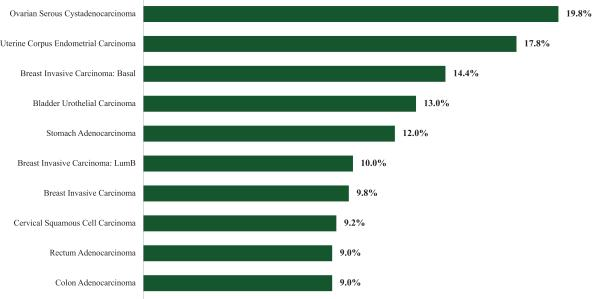 Ovarian Serous Cystadenocarcinoma 19.8%
Uterine Corpus Endometrial Carcinoma 17.8%
Breast Invasive Carcinoma: Basal 14.4%
Bladder Urothelial Carcinoma 13.0%
Stomach Adenocarcinoma 12.0%
Breast Invasive Carcinoma: LumB 10.0%
Breast Invasive Carcinoma 9.8%
Cervical Squamous Cell Carcinoma 9.2%
Rectum Adenocarcinoma 9.0%
Colon Adenocarcinoma 9.0%